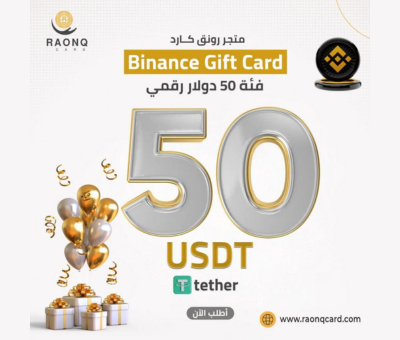 RAONQ
CARD
متجر رونق كارد
Binance Gift Card
فئة 50 دولار رقمي
50
USDT
tether
أطلب الآن
www.raonqcard.com